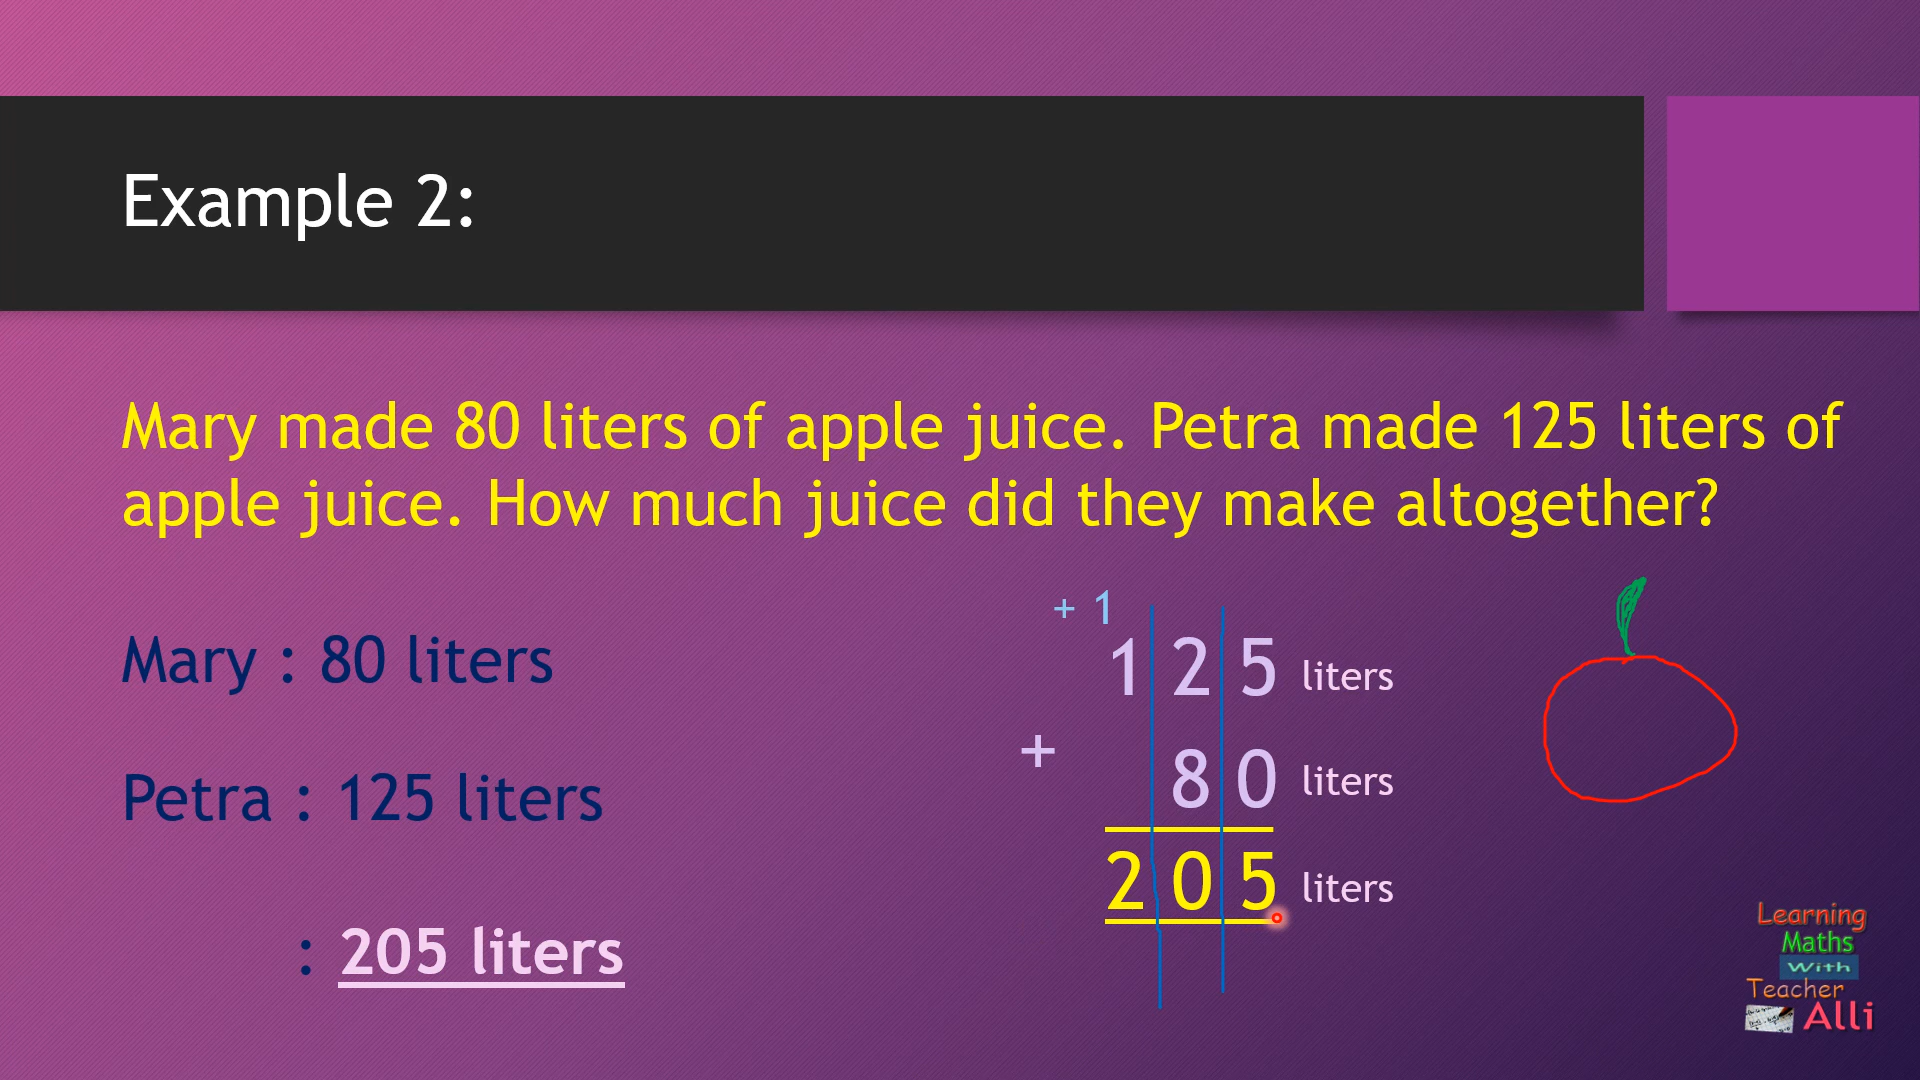 Example 2:
Mary made 80 liters of apple juice. Petra made 125 liters of
apple juice. How much juice did they make altogether?
Mary : 80 liters
Petra : 125 liters
: 205 liters
+ 1
1 2 5 liters
+ 8 0 liters
2 0 5 liters
Learning
Maths
With
Teacher
Alli